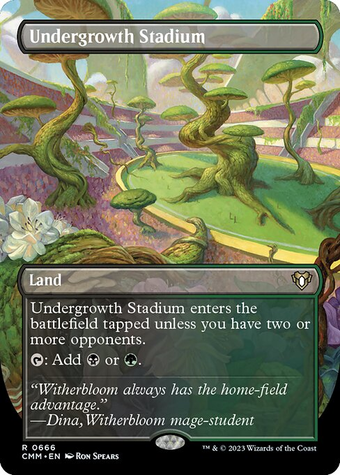 Undergrowth Stadium
Land
Undergrowth Stadium enters the
battlefield tapped unless you have two or
more opponents.
: Add or .
“Witherbloom always has the home-field
advantage.”
—Dina, Witherbloom mage-student
R 0666
CMM • EN Ron Spears
™ & © 2023 Wizards of the Coast